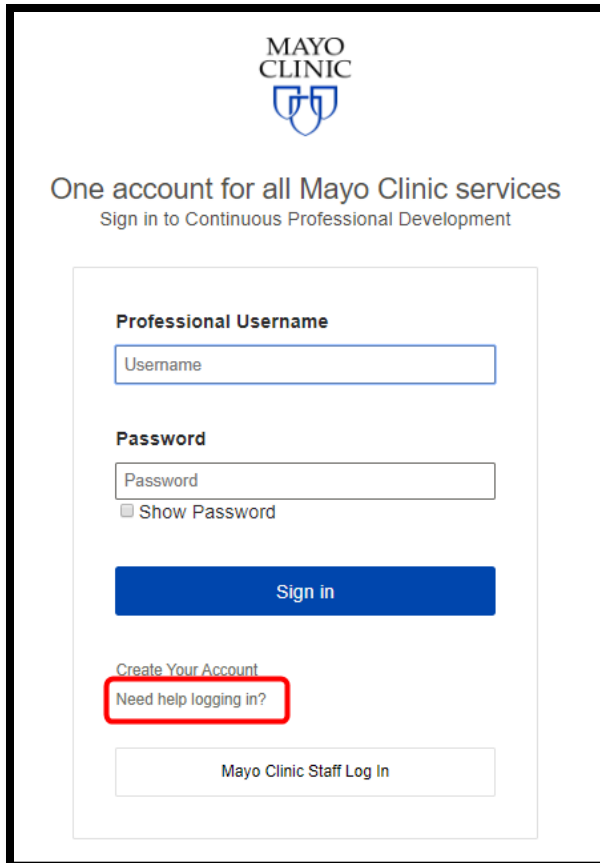 MAYO
CLINIC
One account for all Mayo Clinic services
Sign in to Continuous Professional Development
Professional Username
Username
Password
Password
Show Password
Sign in
Create Your Account
Need help logging in?
Mayo Clinic Staff Log In